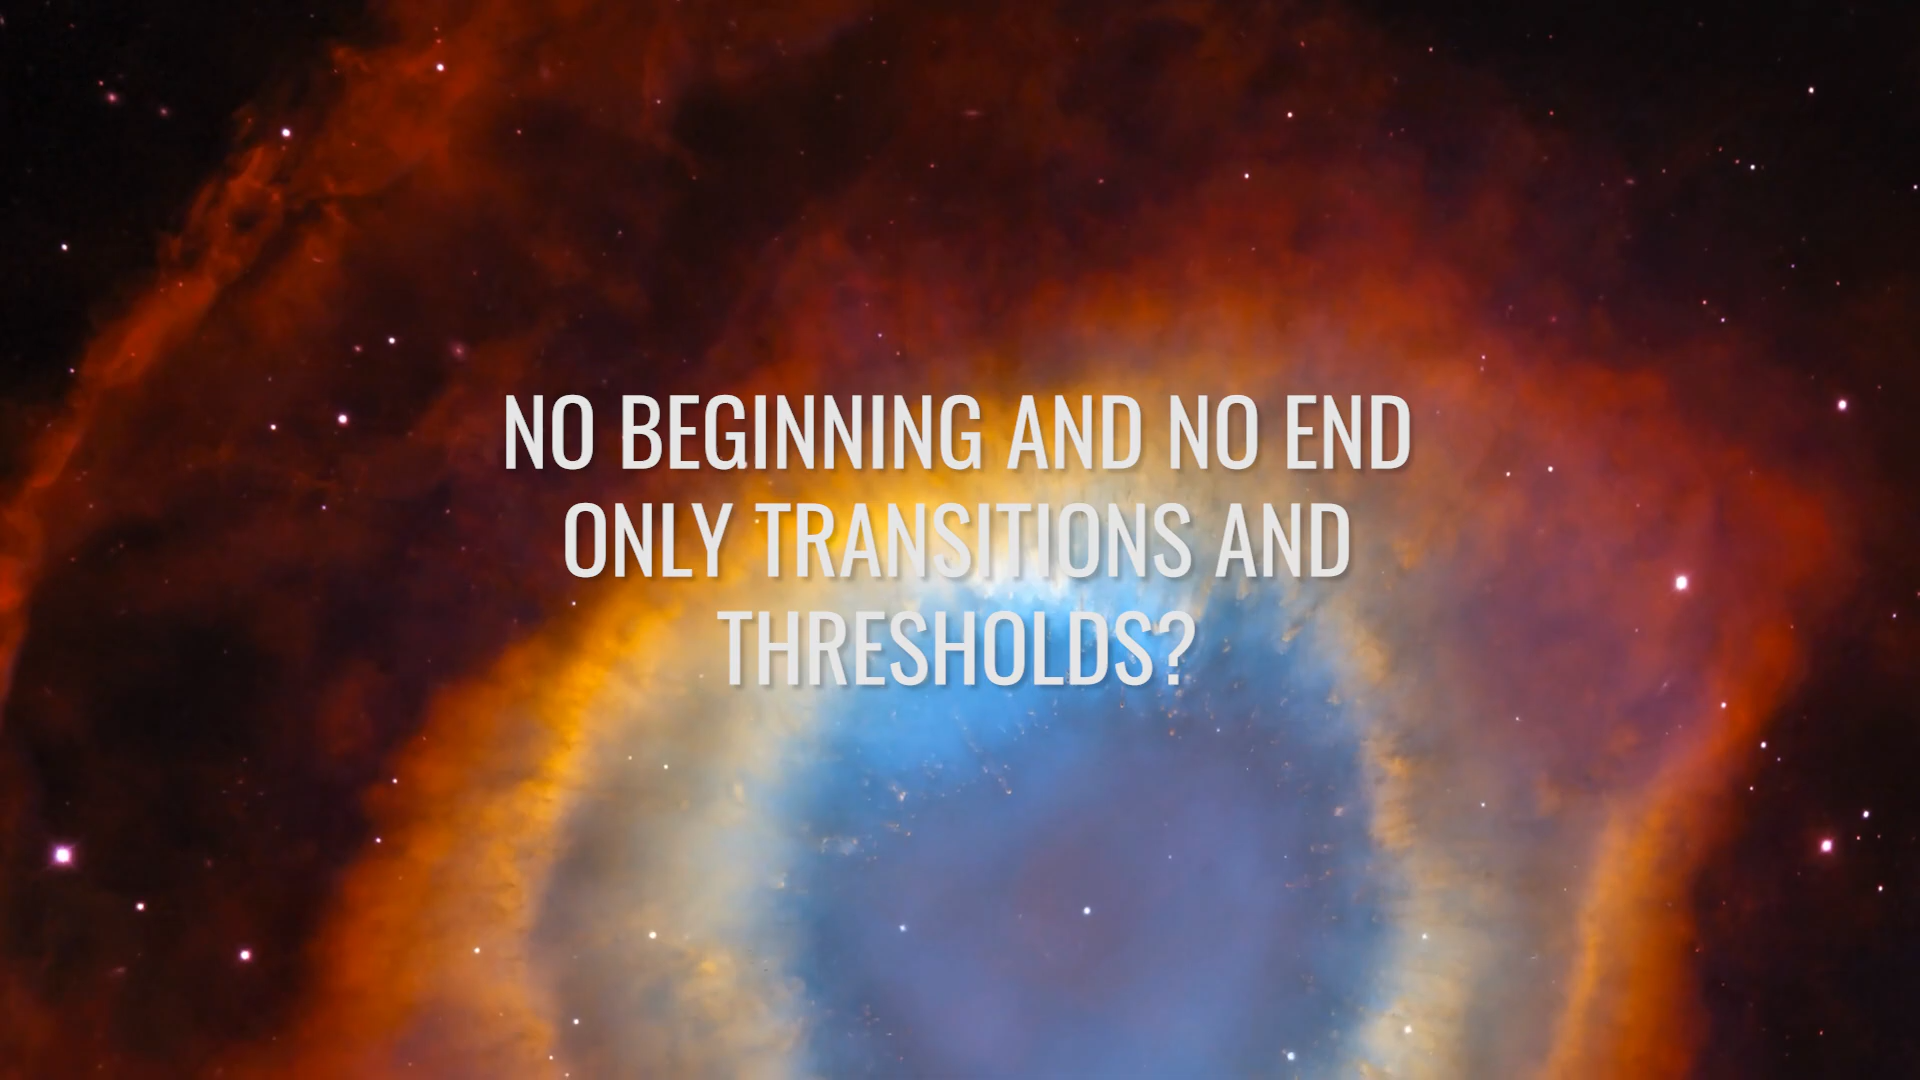 NO BEGINNING AND NO END
ONLY TRANSITIONS AND
THRESHOLDS?